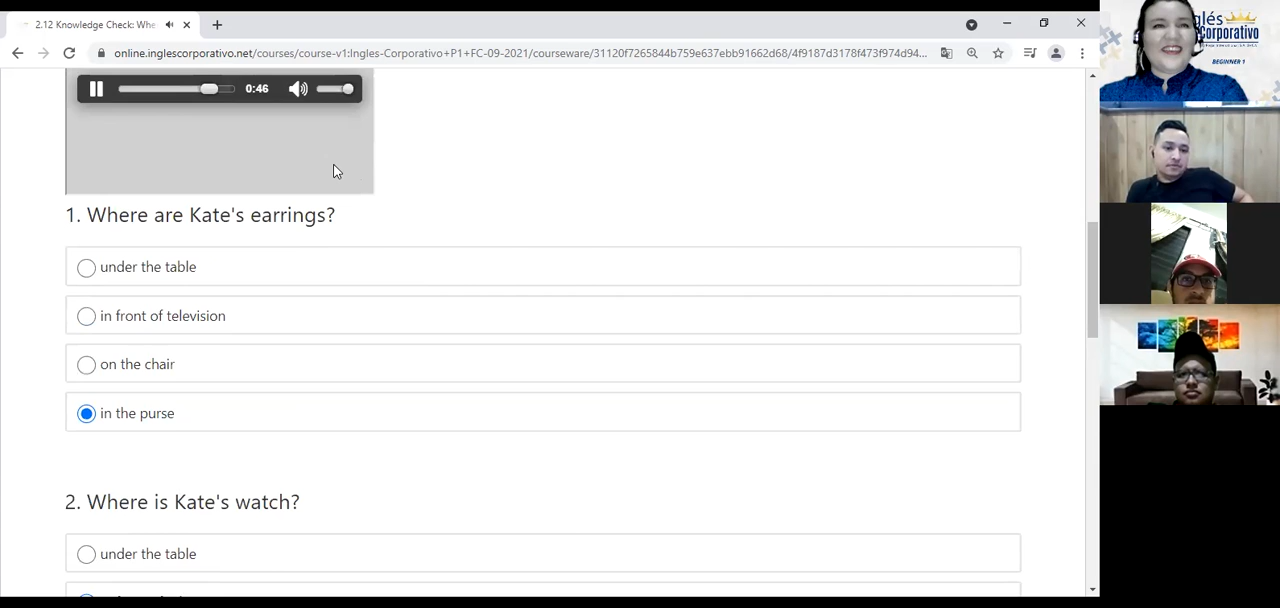 2.12 Knowledge Check: Whe
online.inglescorporativo.net/courses/course-v1:Ingles-Corporativo+P1+FC-09-2021/courseware/31120f7265844b759e637ebb91662d68/4f9187d3178f473f974d94...
glés
Corporativo
BEGINNER 1
0:46
1. Where are Kate's earrings?
under the table
in front of television
on the chair
in the purse
2. Where is Kate's watch?
under the table